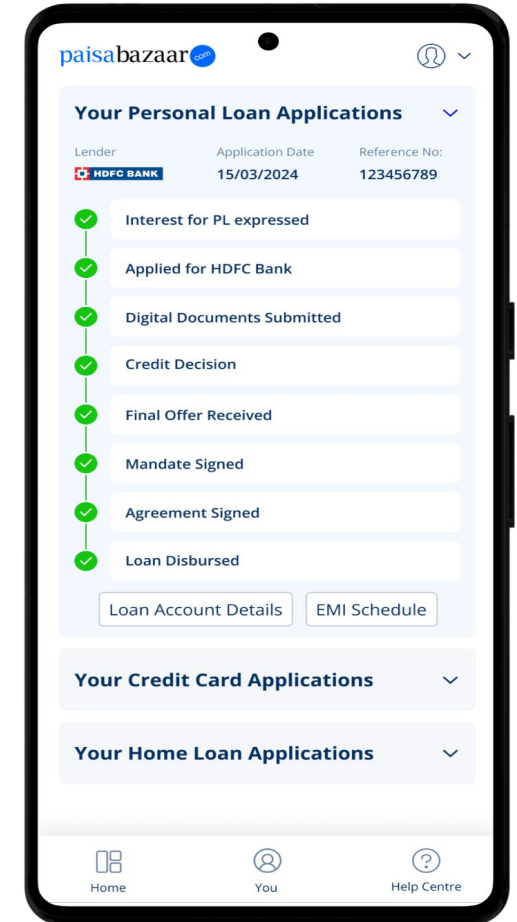 paisabazaar com
Your Personal Loan Applications
Lender Application Date Reference No:
HDFC BANK 15/03/2024 123456789
Interest for PL expressed
Applied for HDFC Bank
Digital Documents Submitted
Credit Decision
Final Offer Received
Mandate Signed
Agreement Signed
Loan Disbursed
Loan Account Details EMI Schedule
Your Credit Card Applications
Your Home Loan Applications
Home You Help Centre